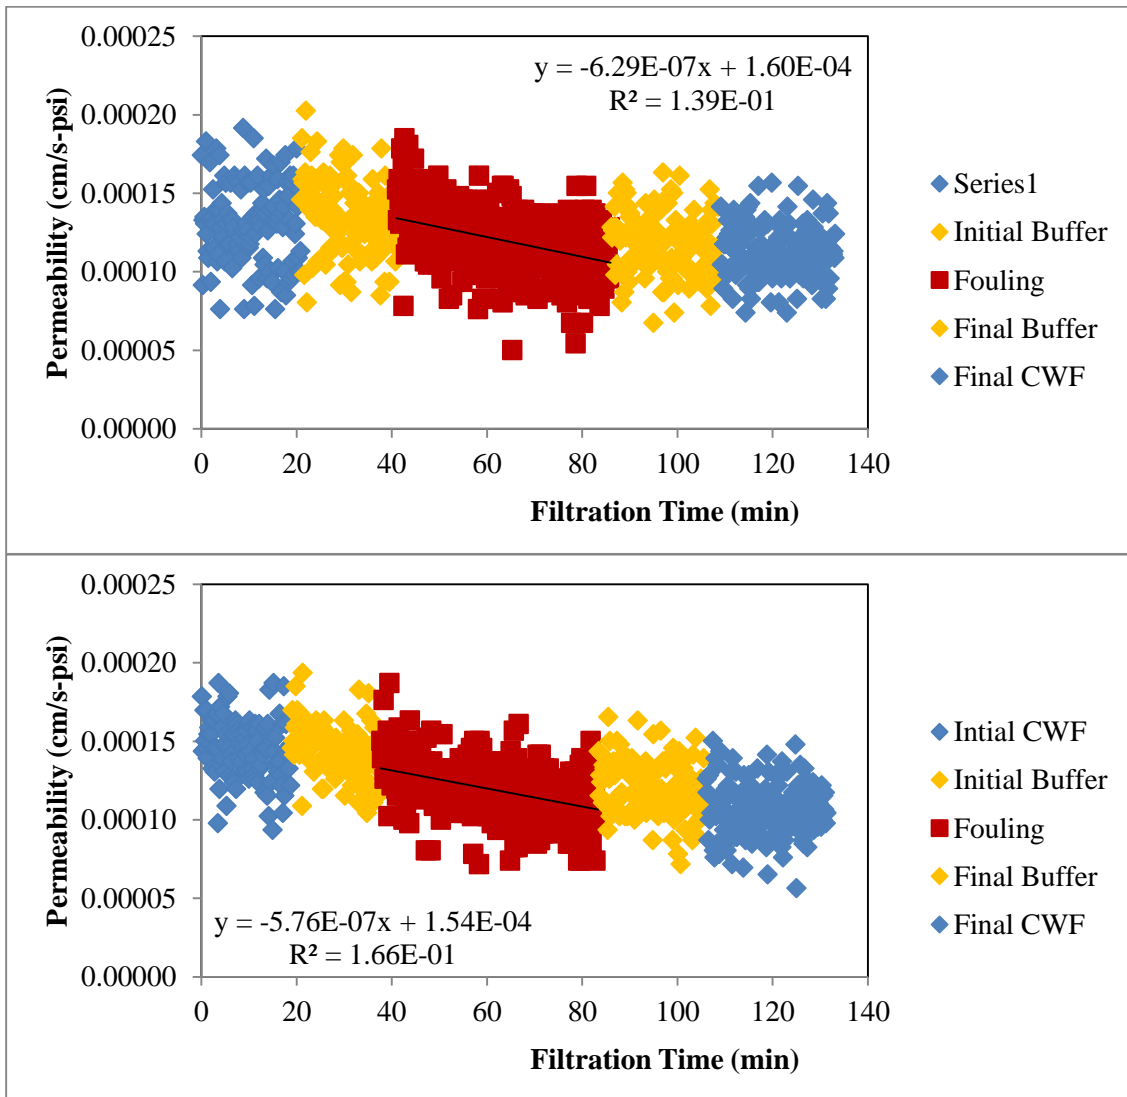 0.00025
0.00020
0.00015
0.00010
0.00005
0.00000
Permeability (cm/s-psi)
y = -6.29E-07x + 1.60E-04
R² = 1.39E-01
0 20 40 60 80 100 120 140
Filtration Time (min)
Series1
Initial Buffer
Fouling
Final Buffer
Final CWF
0.00025
0.00020
0.00015
0.00010
0.00005
0.00000
Permeability (cm/s-psi)
y = -5.76E-07x + 1.54E-04
R² = 1.66E-01
0 20 40 60 80 100 120 140
Filtration Time (min)
Intial CWF
Initial Buffer
Fouling
Final Buffer
Final CWF